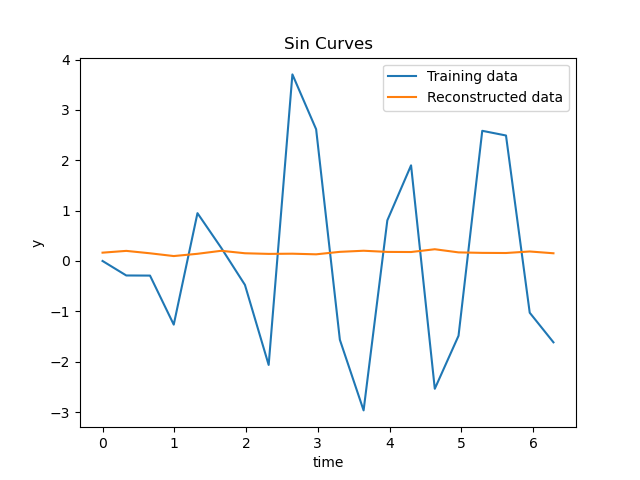 Sin Curves
Training data
Reconstructed data
4
3
2
1
0
−1
−2
−3
y
0 1 2 3 4 5 6
time